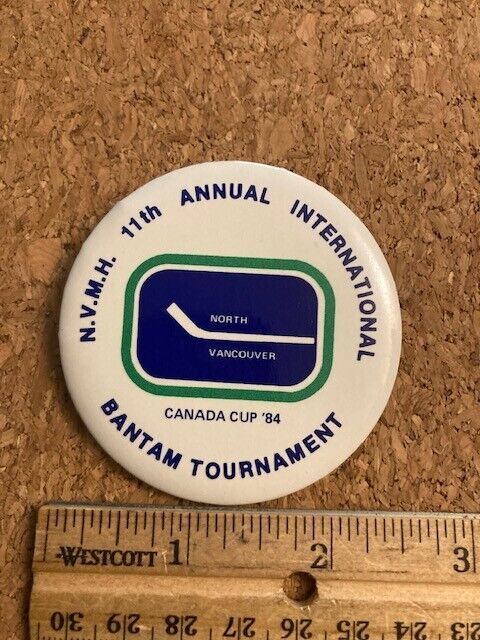 N.V.M.H. 11th ANNUAL INTERNATIONAL
NORTH
VANCOUVER
CANADA CUP '84
BANTAM TOURNAMENT
WESTCOTT 1 2 3
30 29 28 27 26 25 24 23